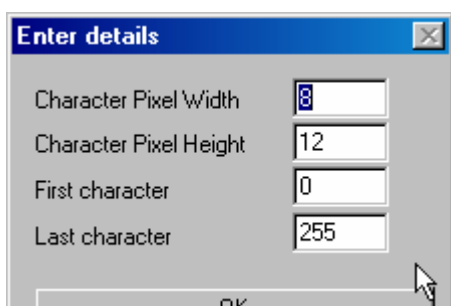 Enter details
Character Pixel Width 8
Character Pixel Height 12
First character 0
Last character 255
OK